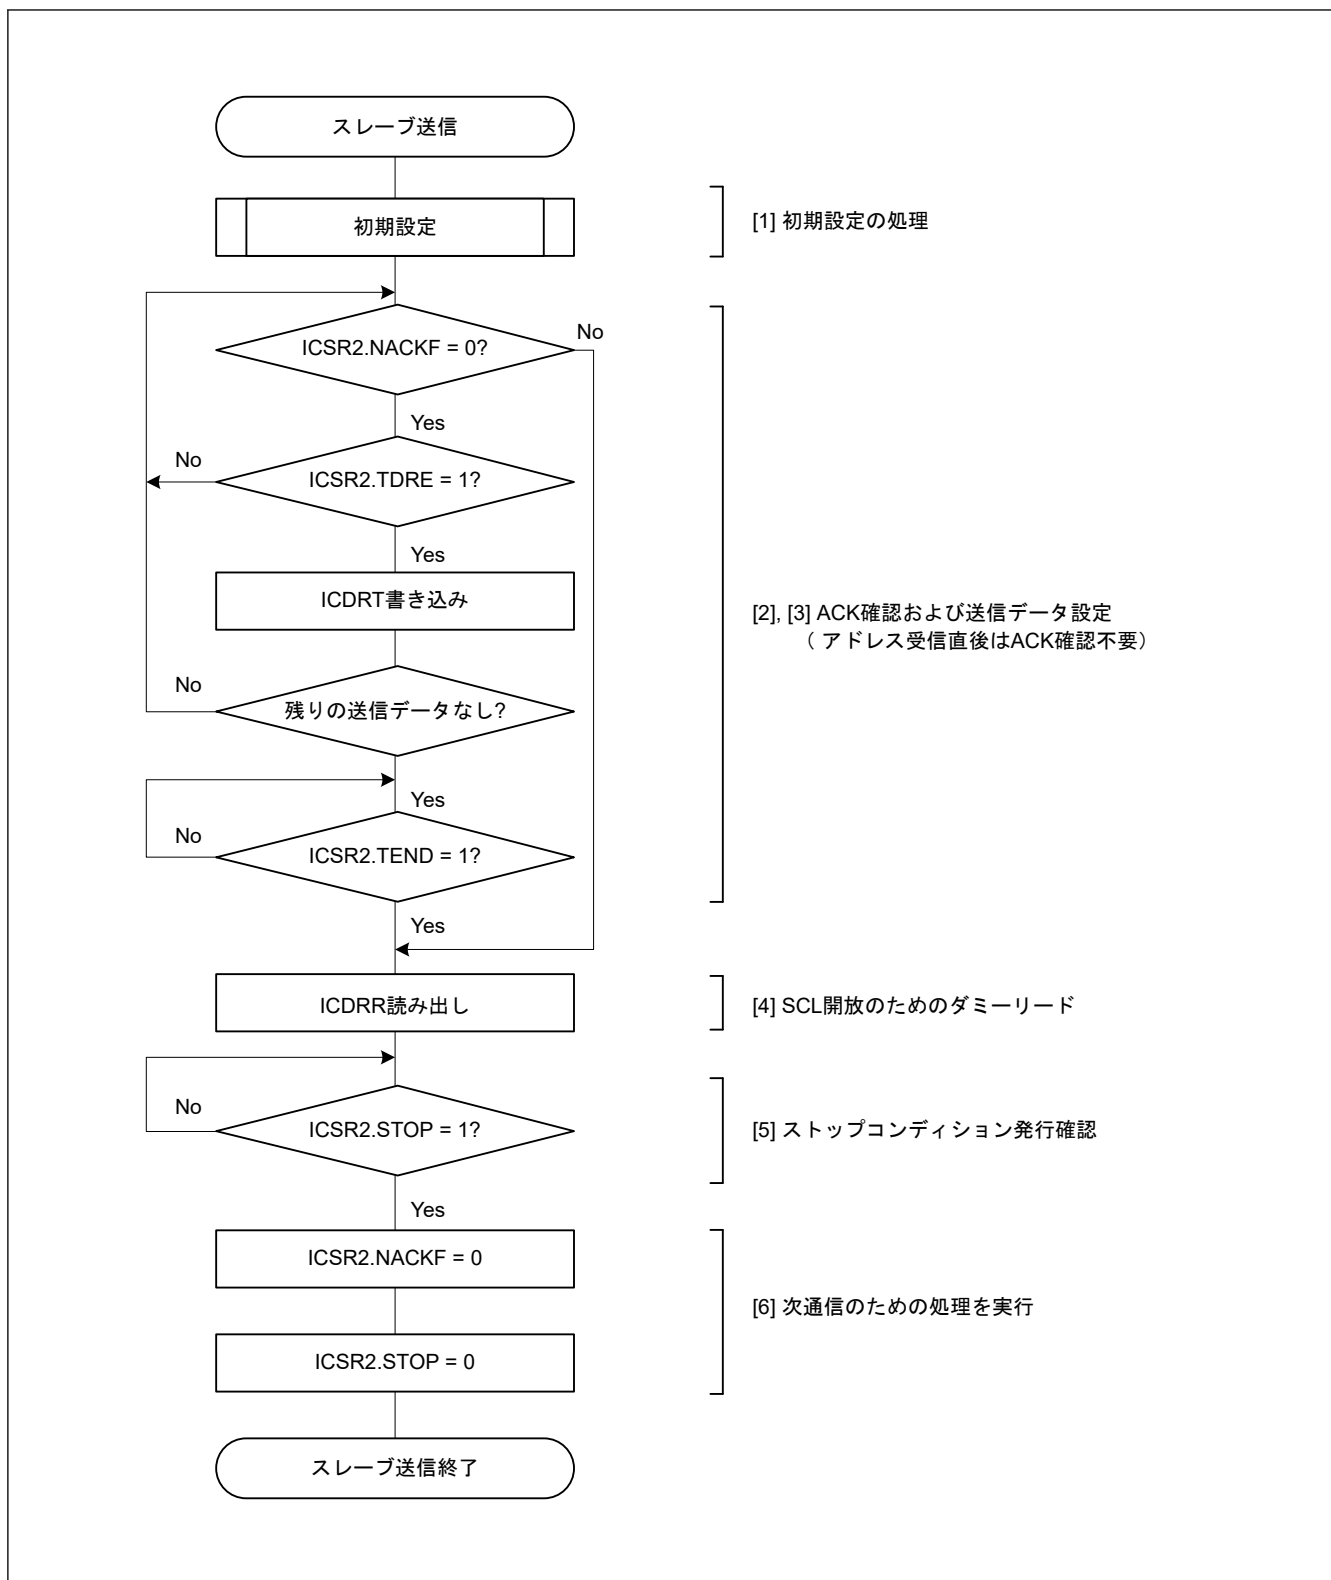 スレーブ送信
初期設定
[1] 初期設定の処理
ICSR2.NACKF = 0?
No
Yes
ICSR2.TDRE = 1?
No
Yes
ICDRT書き込み
[2], [3] ACK確認および送信データ設定
（ アドレス受信直後はACK確認不要）
残りの送信データなし?
No
Yes
ICSR2.TEND = 1?
No
Yes
ICDRR読み出し
[4] SCL開放のためのダミーリード
ICSR2.STOP = 1?
No
[5] ストップコンディション発行確認
Yes
ICSR2.NACKF = 0
[6] 次通信のための処理を実行
ICSR2.STOP = 0
スレーブ送信終了